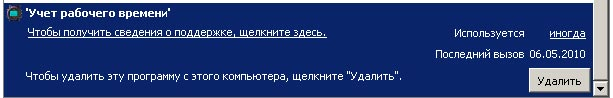 'Учет рабочего времени'
Чтобы получить сведения о поддержке, щелкните здесь.
Используется иногда
Последний вызов 06.05.2010
Чтобы удалить эту программу с этого компьютера, щелкните "Удалить".
Удалить